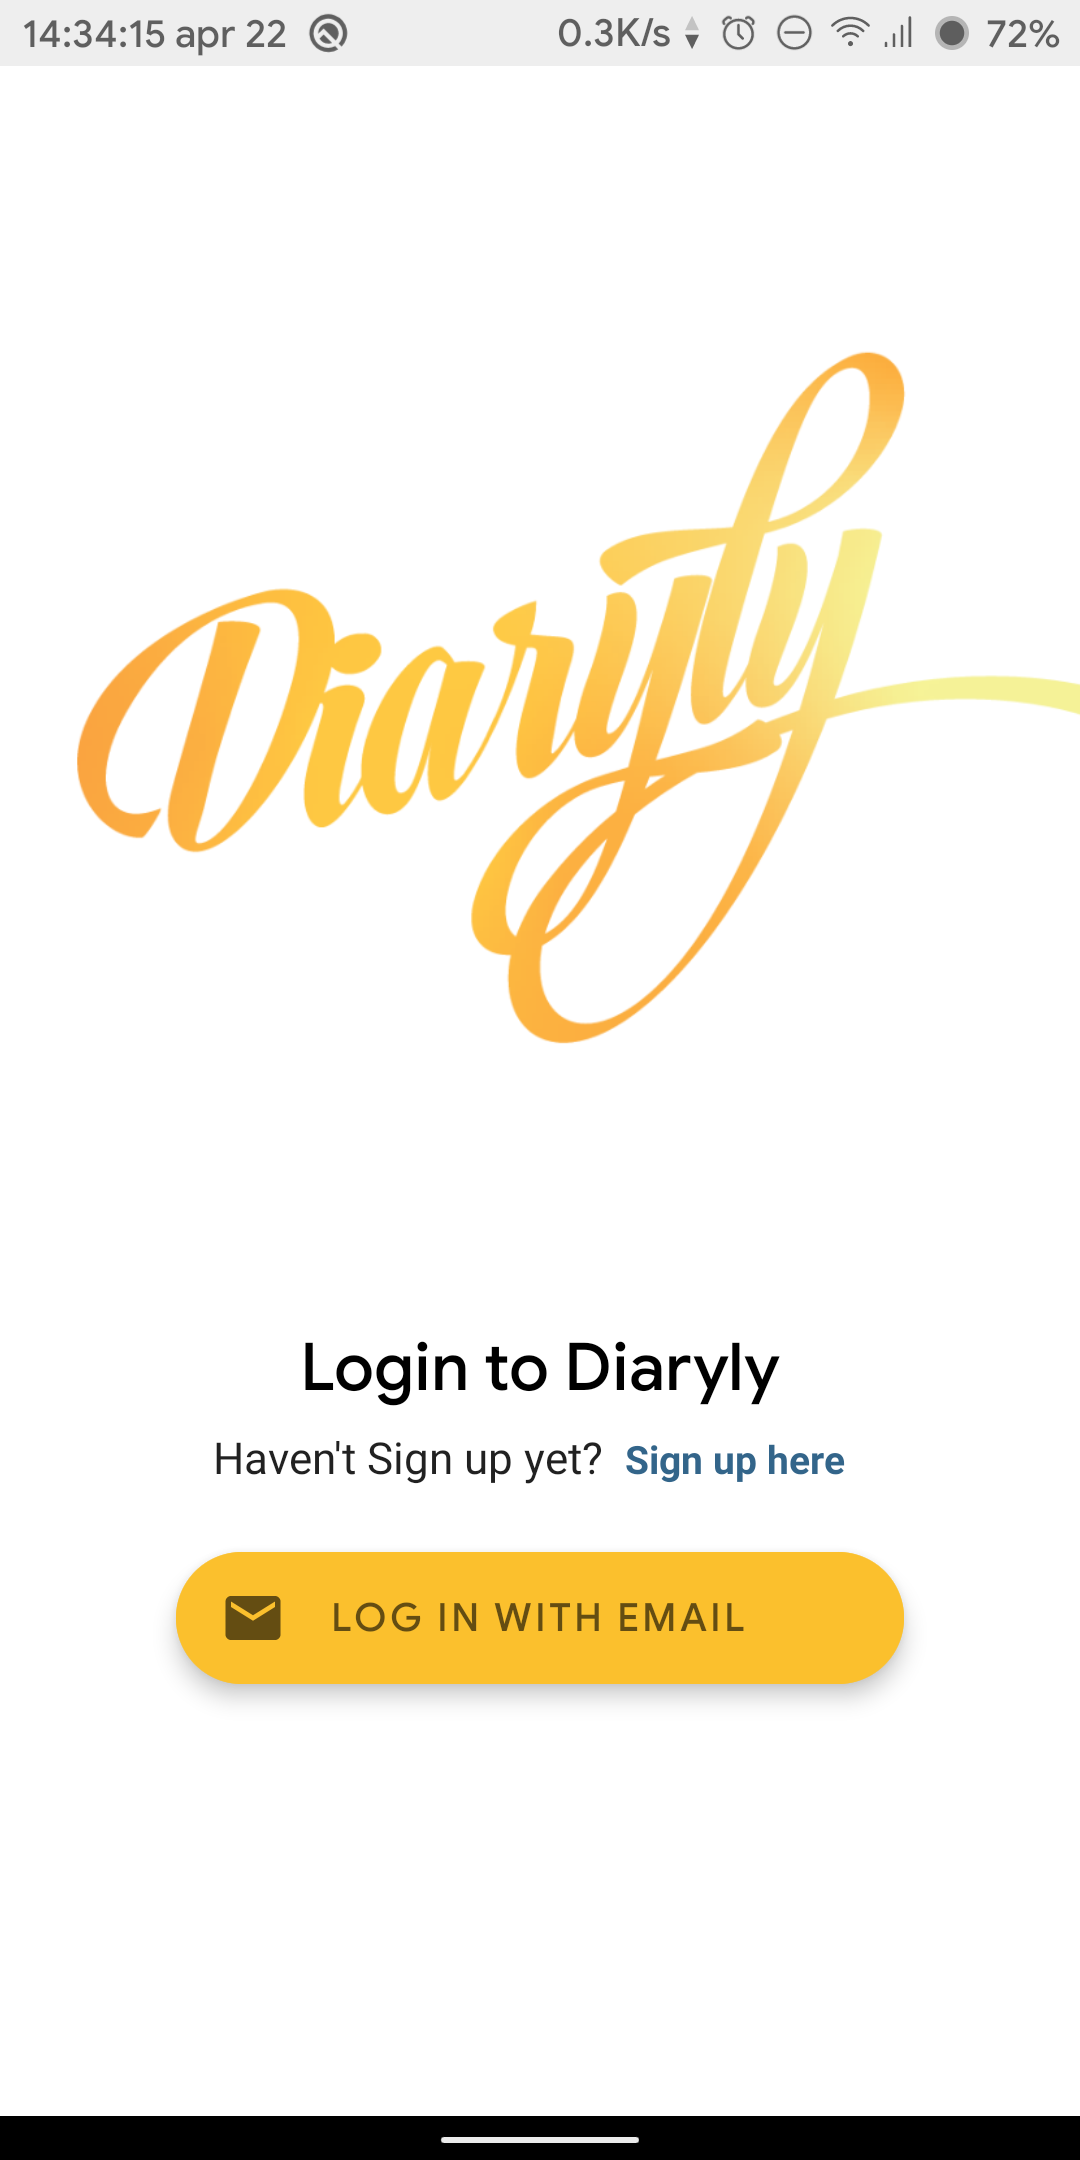 14:34:15 apr 22 0.3K/s 72%
Diaryly
Login to Diaryly
Haven't Sign up yet? Sign up here
LOG IN WITH EMAIL